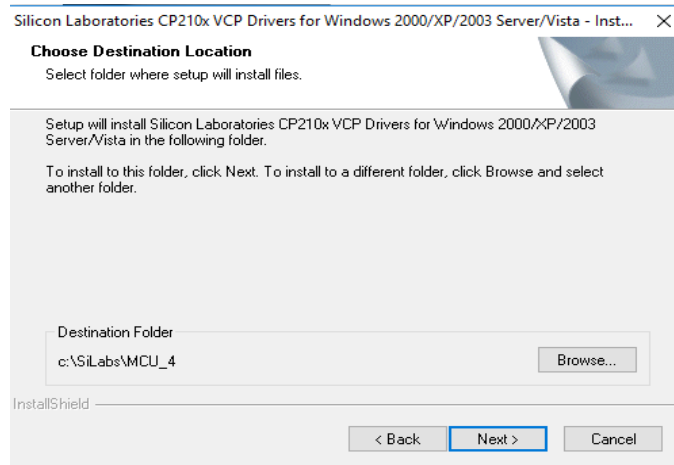 Silicon Laboratories CP210x VCP Drivers for Windows 2000/XP/2003 Server/Vista - Inst...
Choose Destination Location
Select folder where setup will install files.
Setup will install Silicon Laboratories CP210x VCP Drivers for Windows 2000/XP/2003
Server/Vista in the following folder.
To install to this folder, click Next. To install to a different folder, click Browse and select
another folder.
Destination Folder
c:\SiLabs\MCU_4
Browse...
InstallShield
< Back
Next >
Cancel